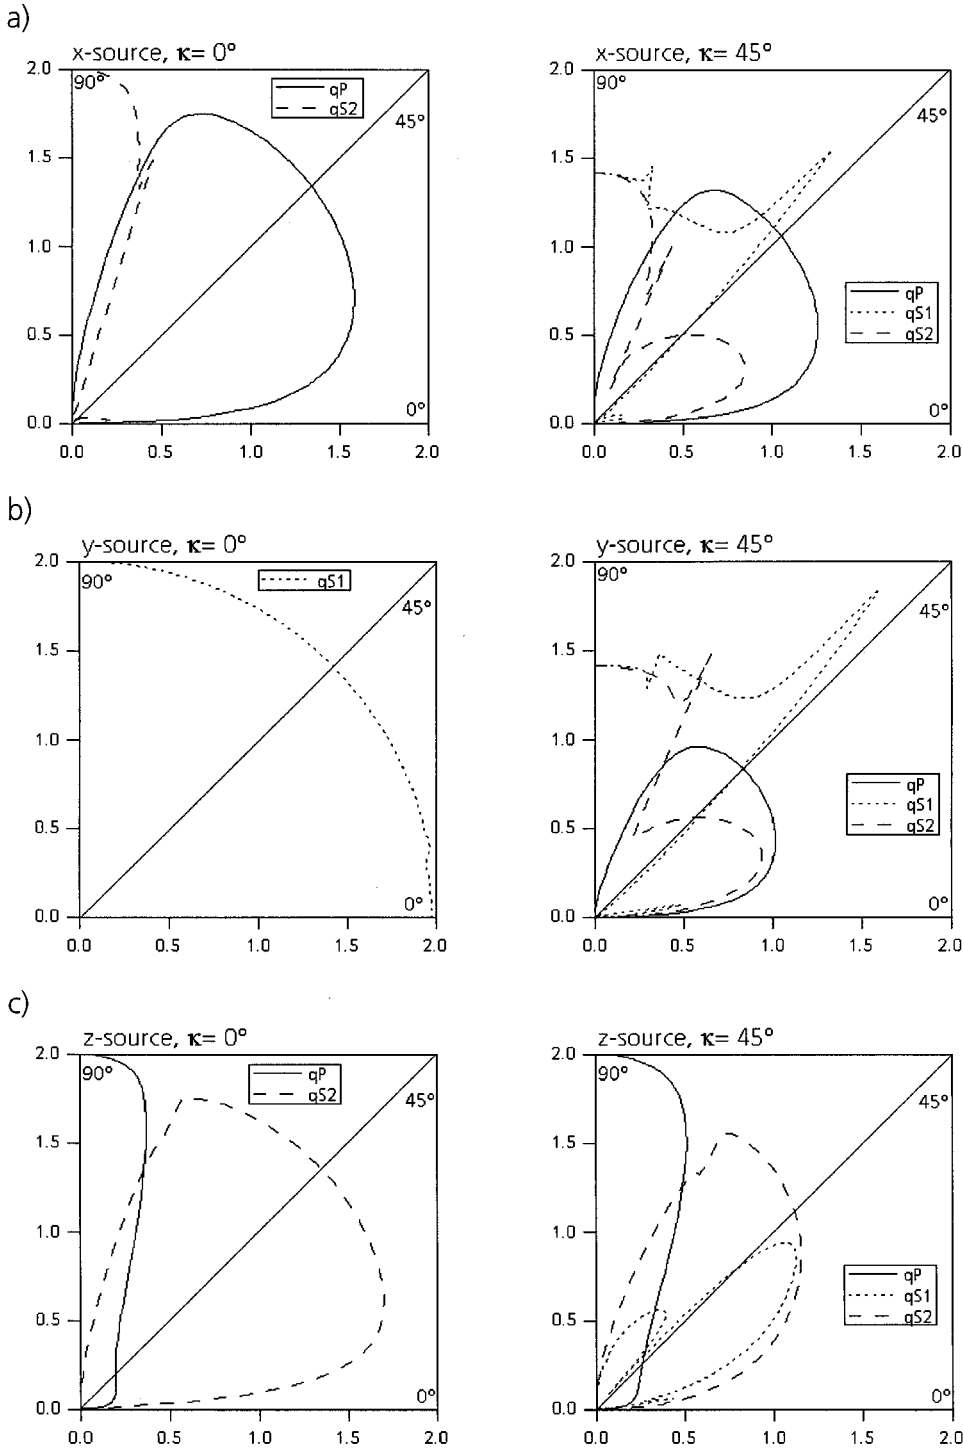 a)
x-source, κ= 0°
2.0
90°
qP
qS2
45°
1.5
1.0
0.5
0.0
0°
0.0 0.5 1.0 1.5 2.0
x-source, κ= 45°
2.0
90°
45°
1.5
1.0
qP
qS1
qS2
0.5
0.0
0°
0.0 0.5 1.0 1.5 2.0
b)
y-source, κ= 0°
2.0
90°
qS1
45°
1.5
1.0
0.5
0.0
0°
0.0 0.5 1.0 1.5 2.0
y-source, κ= 45°
2.0
90°
45°
1.5
1.0
qP
qS1
qS2
0.5
0.0
0°
0.0 0.5 1.0 1.5 2.0
c)
z-source, κ= 0°
2.0
90°
qP
qS2
45°
1.5
1.0
0.5
0.0
0°
0.0 0.5 1.0 1.5 2.0
z-source, κ= 45°
2.0
90°
45°
1.5
1.0
qP
qS1
qS2
0.5
0.0
0°
0.0 0.5 1.0 1.5 2.0